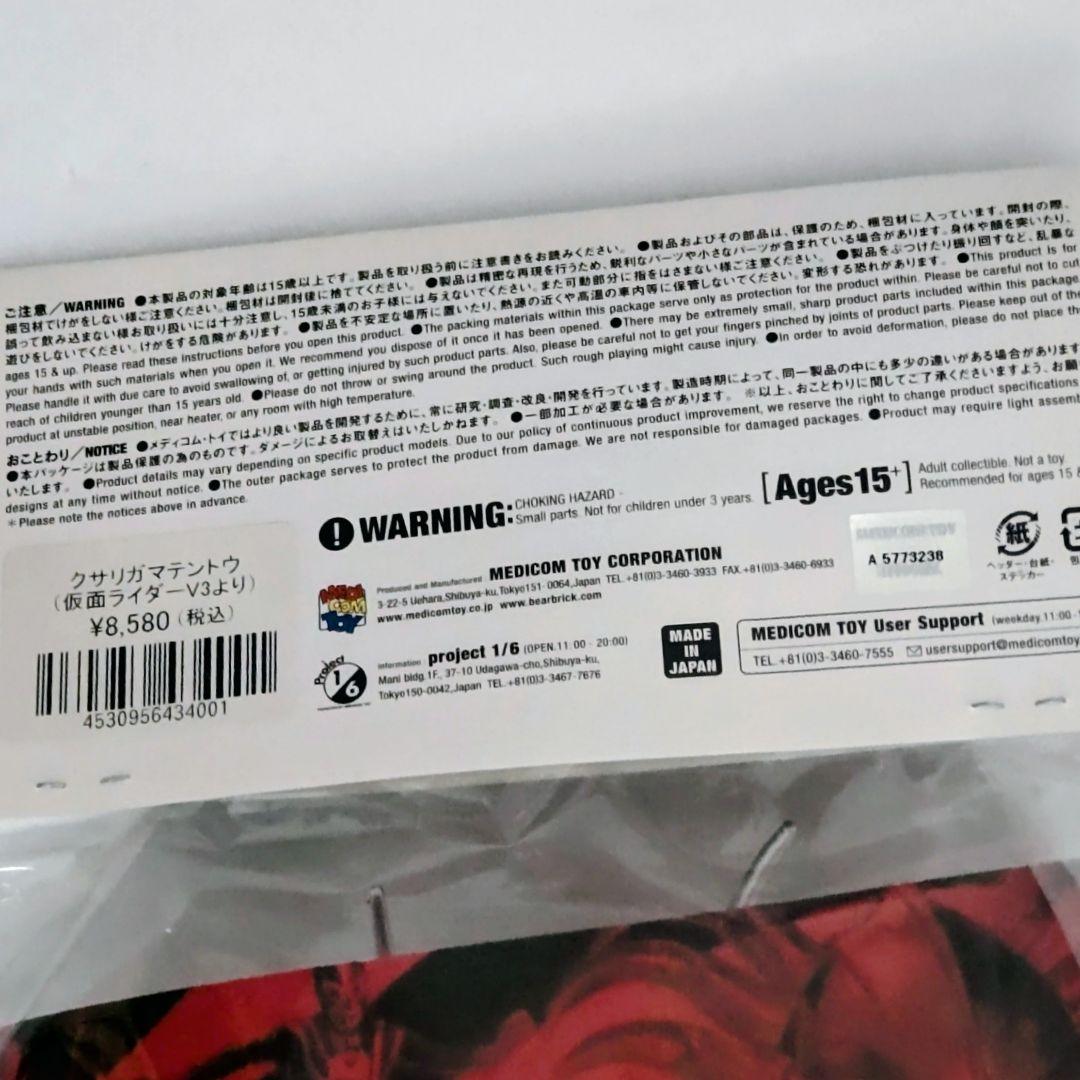 ご注意／WARNING ●本製品の対象年齢は15歳以上です。製品を取り扱う前に注意書きをお読みください。 ●製品およびその部品は、保護のため、梱包材に入っています。開封の際、
梱包材でけがをしない様ご注意ください。梱包材は開封後に捨ててください。 ●製品は精密な再現を行うため、鋭利なパーツや小さなパーツが含まれている場合があります。身体や顔を突いたり、
誤って飲み込まない様お取り扱いには十分注意し、15歳未満のお子様には与えないでください。また可動部分に指をはさまない様ご注意ください。 ●製品をぶつけたり振り回すなど、乱暴な
遊びをしないでください。けがをする危険があります。 ●製品を不安定な場所に置いたり、熱源の近くや高温の車内等に保管しないでください。変形する恐れがあります。 ●This product is for
ages 15 & up. Please read these instructions before you open this product. ●The packing materials within this package serve only as protection for the product within. Please be careful not to cut
your hands with such materials when you open it. We recommend you dispose of it once it has been opened. ●There may be extremely small, sharp product parts included within this package.
Please handle it with due care to avoid swallowing of, or getting injured by such product parts. Also, please be careful not to get your fingers pinched by joints of product parts. Please keep out of the
reach of children younger than 15 years old. ●Please do not throw or swing around the product. Such rough playing might cause injury. ●In order to avoid deformation, please do not place the
product at unstable position, near heater, or any room with high temperature.
おことわり／NOTICE ●メディコム・トイではより良い製品を開発するために、常に研究・調査・改良・開発を行っています。製造時期によって、同一製品の中にも多少の違いがある場合があります
●本パッケージは製品保護の為のものです。ダメージによるお取替えはいたしかねます。 ●一部加工が必要な場合があります。 ※以上、おことわりに関してご了承くださいますよう、お願
いたします。 ●Product details may vary depending on specific product models. Due to our policy of continuous product improvement, we reserve the right to change product specifications
designs at any time without notice. ●The outer package serves to protect the product from damage. We are not responsible for damaged packages. ●Product may require light assemb
＊Please note the notices above in advance.
! WARNING: CHOKING HAZARD -
Small parts. Not for children under 3 years.
[Ages15+]
Adult collectible. Not a toy.
Recommended for ages 15 &
クサリガマテントウ
（仮面ライダーV3より）
¥8,580（税込）
4530956434001
MEDICOM TOY
Produced and Manufactured MEDICOM TOY CORPORATION
3-22-5 Uehara,Shibuya-ku,Tokyo151-0064,Japan TEL.+81(0)3-3460-3933 FAX.+81(0)3-3460-6933
www.medicomtoy.co.jp www.bearbrick.com
Project 1/6
Information project 1/6 (OPEN.11:00 - 20:00)
Mani bldg.1F., 37-10 Udagawa-cho,Shibuya-ku,
Tokyo150-0042,Japan TEL.+81(0)3-3467-7676
MEDICOM TOY
A 5773238
紙
ヘッダー・台紙・
ステッカー
MADE
IN
JAPAN
MEDICOM TOY User Support (weekday.11:00 -
TEL.+81(0)3-3460-7555 usersupport@medicomtoy